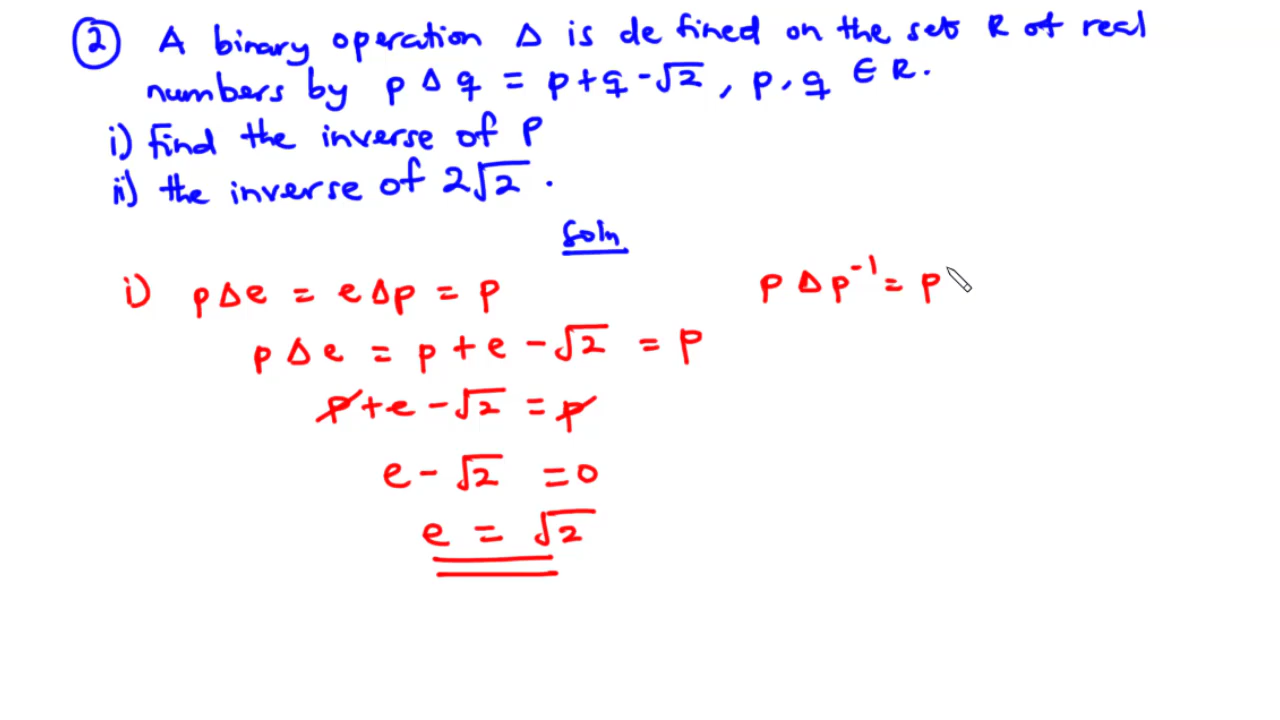 ② A binary operation Δ is defined on the set R of real
numbers by p Δ q = p+q-√2, p, q ∈ R.
i) find the inverse of p
ii) the inverse of 2√2.
Soln
i) p Δ e = e Δ p = p
p Δ e = p + e - √2 = p
p + e - √2 = p
e - √2 = 0
e = √2
p Δ p⁻¹ = p